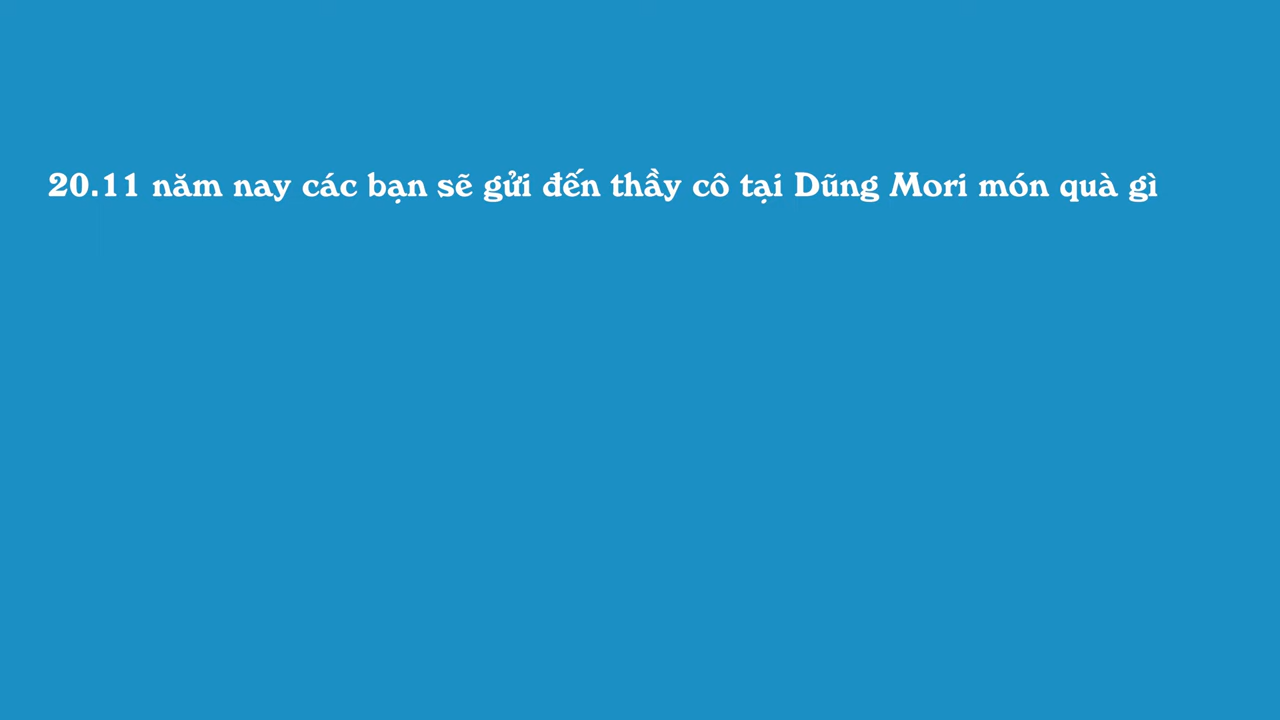 20.11 năm nay các bạn sẽ gửi đến thầy cô tại Dũng Mori món quà gì